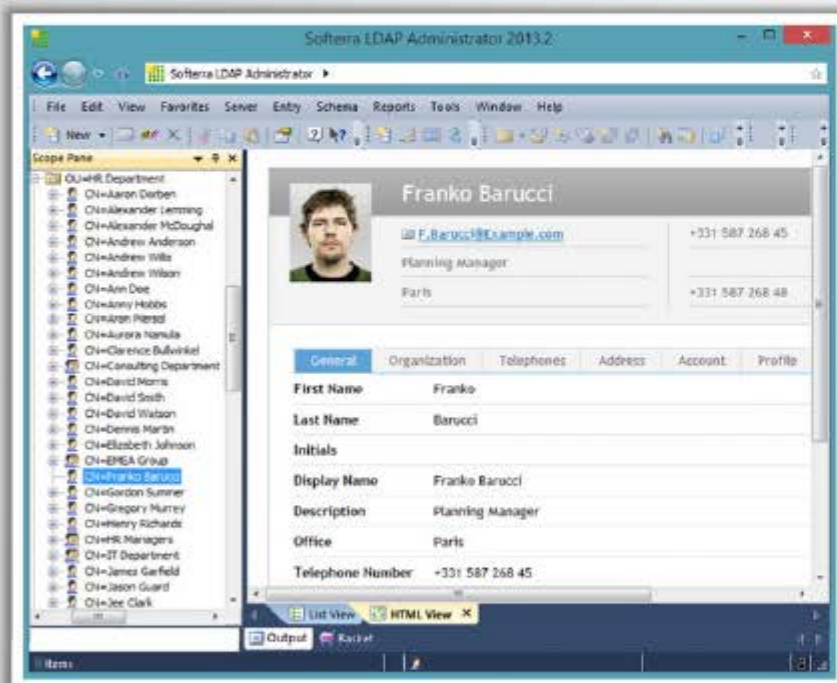 Softerra LDAP Administrator 2013.2
Softerra LDAP Administrator
File Edit View Favorites Server Entry Schema Reports Tools Window Help
New
Scope Pane
OU=HR Department
CN=Aaron Dorben
CN=Alexander Lemming
CN=Alexander McDoughal
CN=Andrew Anderson
CN=Andrew Wills
CN=Andrew Wilson
CN=Ann Doe
CN=Anny Hobbs
CN=Aron Piersol
CN=Aurora Namula
CN=Clarence Bullwinkel
CN=Consulting Department
CN=David Morris
CN=David Smith
CN=David Watson
CN=Dennis Martin
CN=Elizabeth Johnson
CN=EMEA Group
CN=Franko Barucci
CN=Gordon Sumner
CN=Gregory Murrey
CN=Henry Richards
CN=HR Managers
CN=IT Department
CN=James Garfield
CN=Jason Guard
CN=Jee Clark
Franko Barucci
F.Barucci@Example.com +331 587 268 45
Planning Manager
Paris +331 587 268 48
General Organization Telephones Address Account Profile
First Name Franko
Last Name Barucci
Initials
Display Name Franko Barucci
Description Planning Manager
Office Paris
Telephone Number +331 587 268 45
List View HTML View
Output Basket
Items